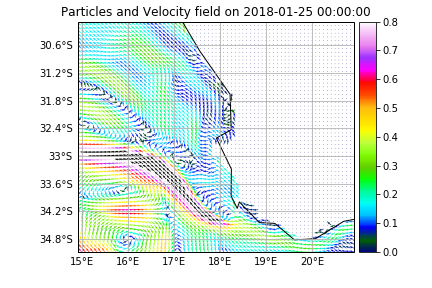 Particles and Velocity field on 2018-01-25 00:00:00
30.6°S
31.2°S
31.8°S
32.4°S
33°S
33.6°S
34.2°S
34.8°S
15°E 16°E 17°E 18°E 19°E 20°E
0.8
0.7
0.6
0.5
0.4
0.3
0.2
0.1
0.0